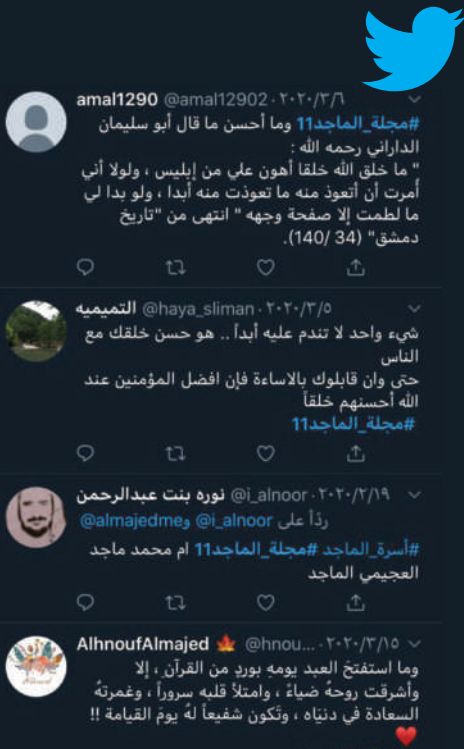 amal1290 @amal12902 · ٢٠٢٠/٣/٦
#مجلة_الماجد11 وما أحسن ما قال أبو سليمان
الداراني رحمه الله :
" ما خلق الله خلقا أهون علي من إبليس ، ولولا أني
أمرت أن أتعوذ منه ما تعوذت منه أبدا ، ولو بدا لي
ما لطمت إلا صفحة وجهه " انتهى من "تاريخ
دمشق" (34 /140).
التميميه @haya_sliman · ٢٠٢٠/٣/٥
شيء واحد لا تندم عليه أبداً .. هو حسن خلقك مع
الناس
حتى وان قابلوك بالاساءة فإن افضل المؤمنين عند
الله أحسنهم خلقاً
#مجلة_الماجد11
نوره بنت عبدالرحمن @i_alnoor · ٢٠٢٠/٢/١٩
ردًا على @i_alnoor و@almajedme
#أسرة_الماجد #مجلة_الماجد11 ام محمد ماجد
العجيمي الماجد
AlhnoufAlmajed 🍁 @hnou... · ٢٠٢٠/٣/١٥
وما استفتح العبد يومهِ بوردٍ من القرآن ، إلا
وأشرقت روحهُ ضياءً ، وامتلأ قلبه سروراً ، وغمرتهُ
السعادة في دنيَاه ، وتَكون شفيعاً لهُ يومَ القيامة !!
❤️